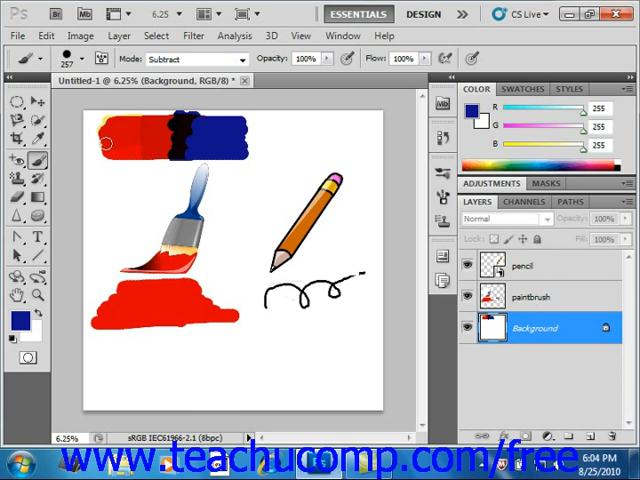 Ps Br Mb 6.25 ESSENTIALS DESIGN CS Live
File Edit Image Layer Select Filter Analysis 3D View Window Help
257 Mode: Subtract Opacity: 100% Flow: 100%
Untitled-1 @ 6.25% (Background, RGB/8) *
COLOR SWATCHES STYLES
R 255
G 255
B 255
ADJUSTMENTS MASKS
LAYERS CHANNELS PATHS
Normal Opacity: 100%
Lock: Fill: 100%
pencil
paintbrush
Background
6.25% sRGB IEC61966-2.1 (8bpc)
www.teachucomp.com/free
6:04 PM
8/25/2010